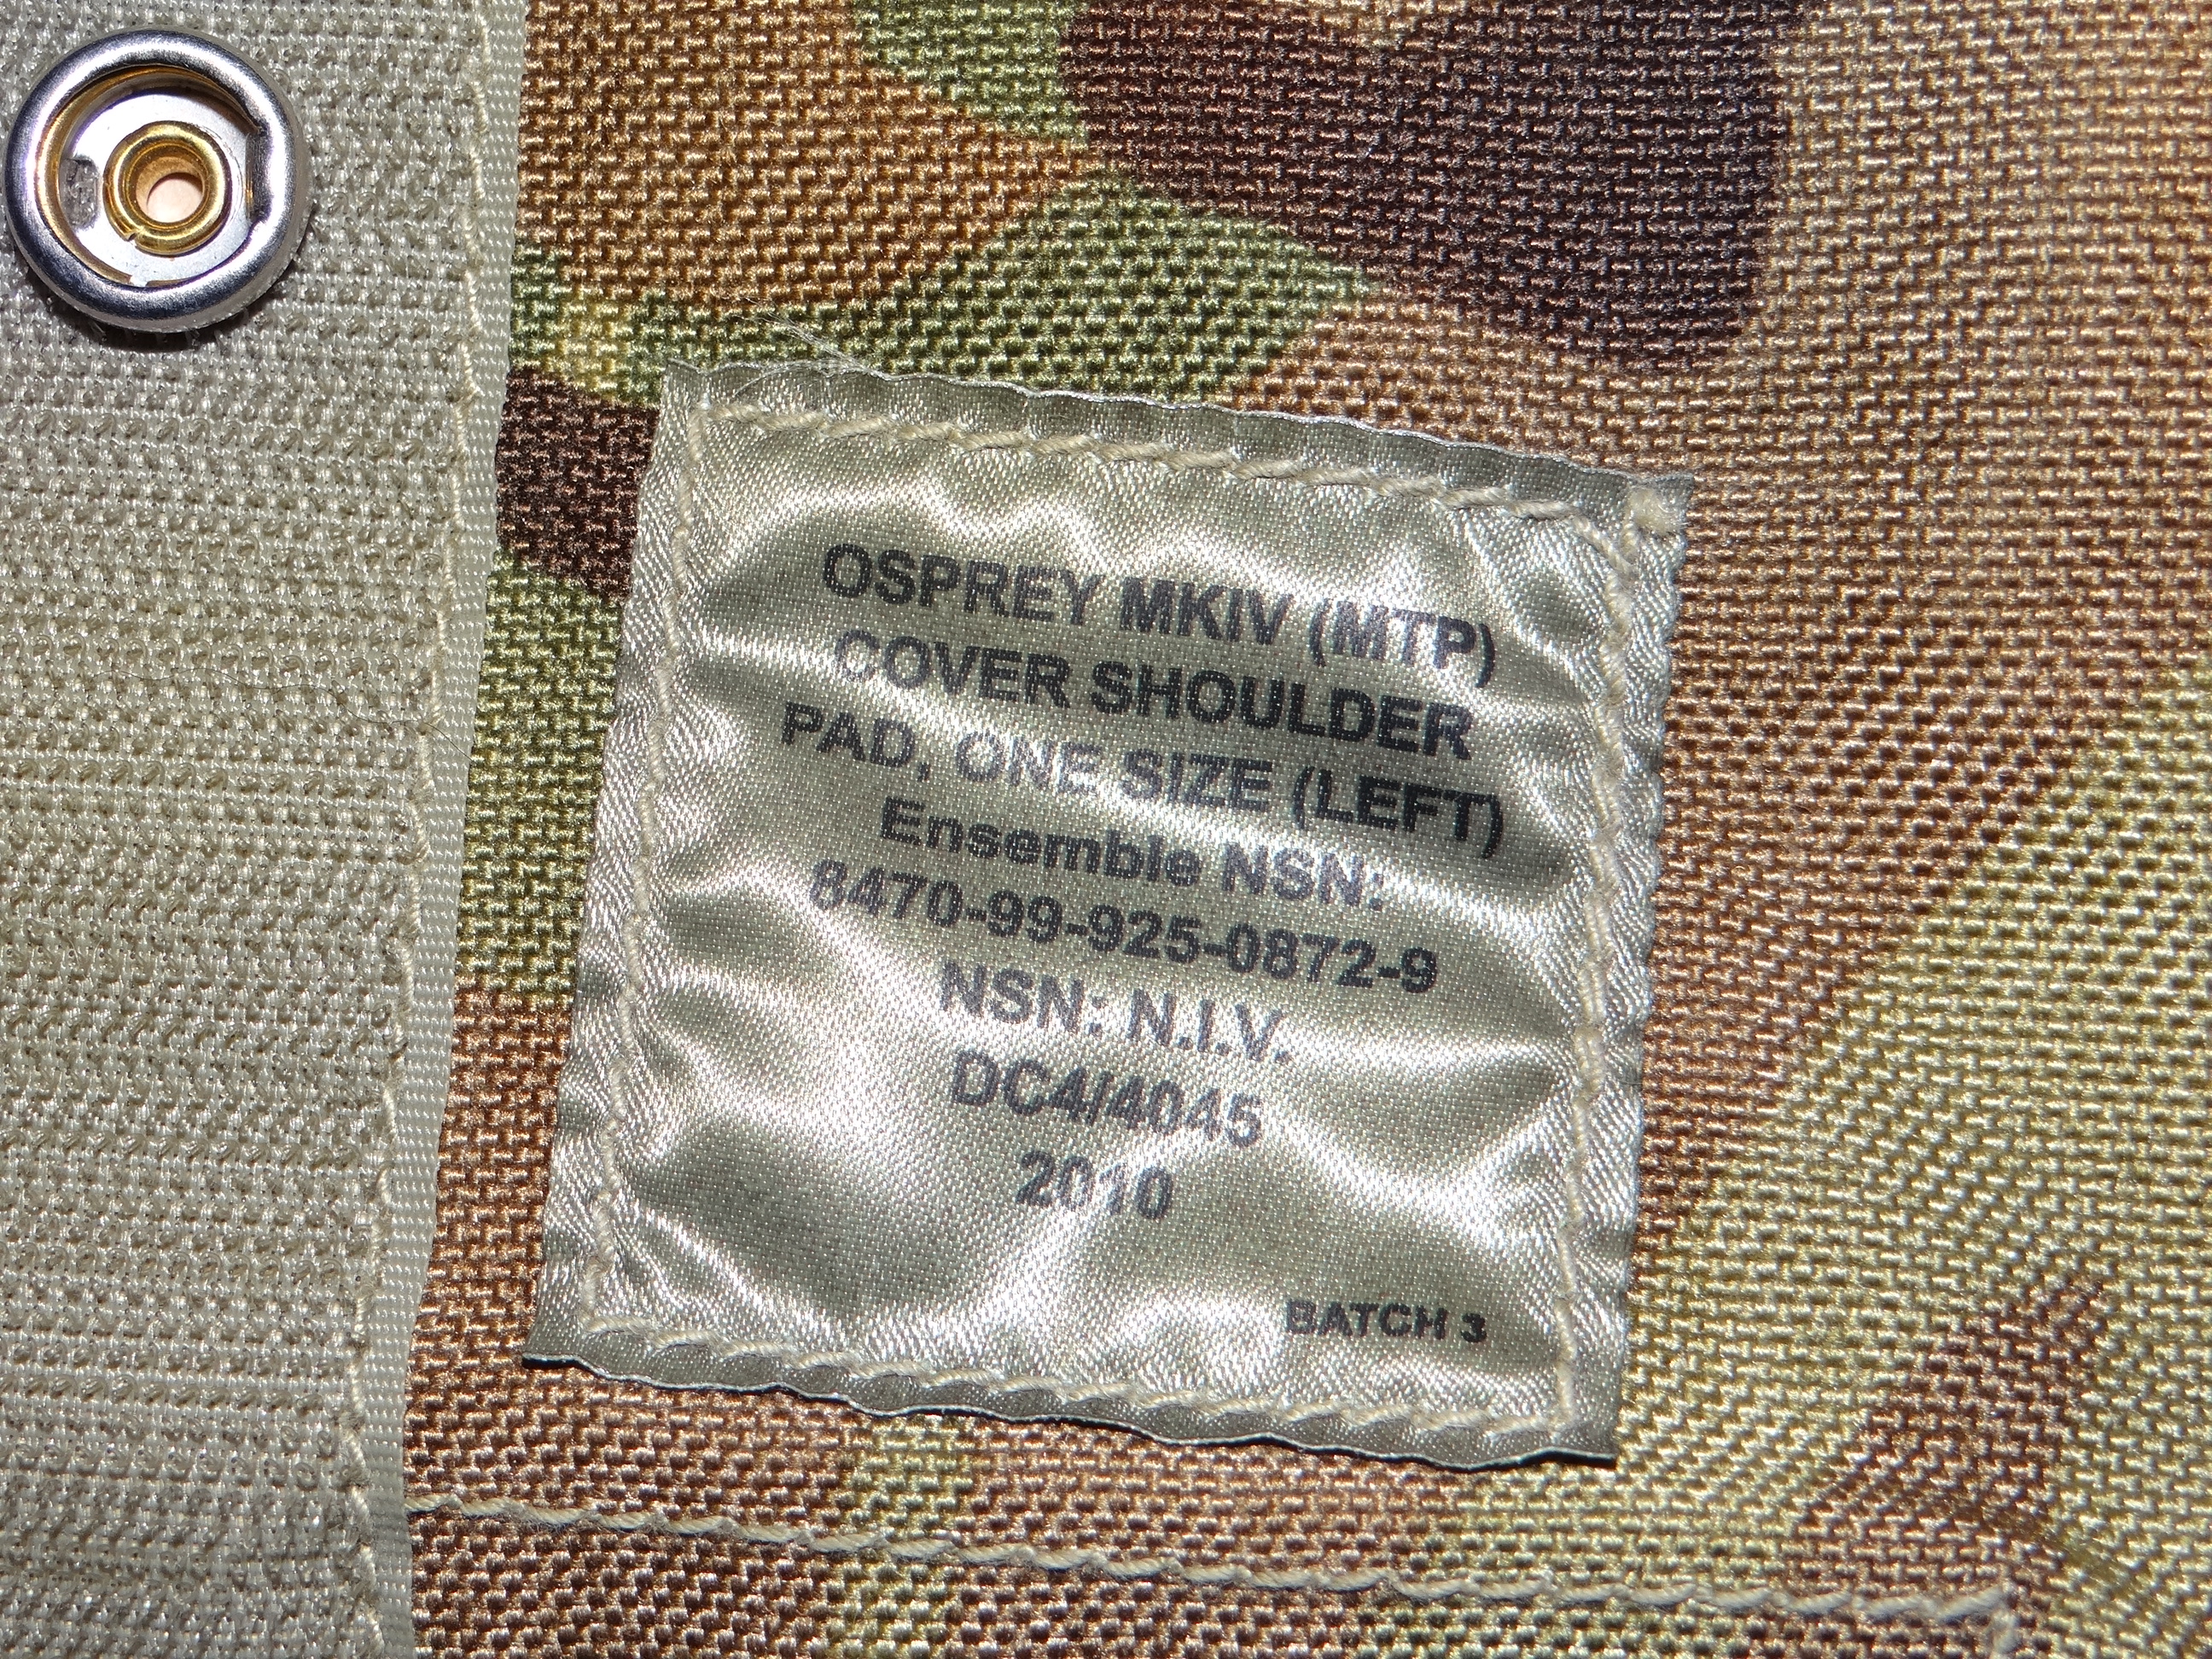 OSPREY MKIV (MTP)
COVER SHOULDER
PAD, ONE SIZE (LEFT)
Ensemble NSN:
8470-99-925-0872-9
NSN: N.I.V.
DC4/4045
2010
BATCH 3